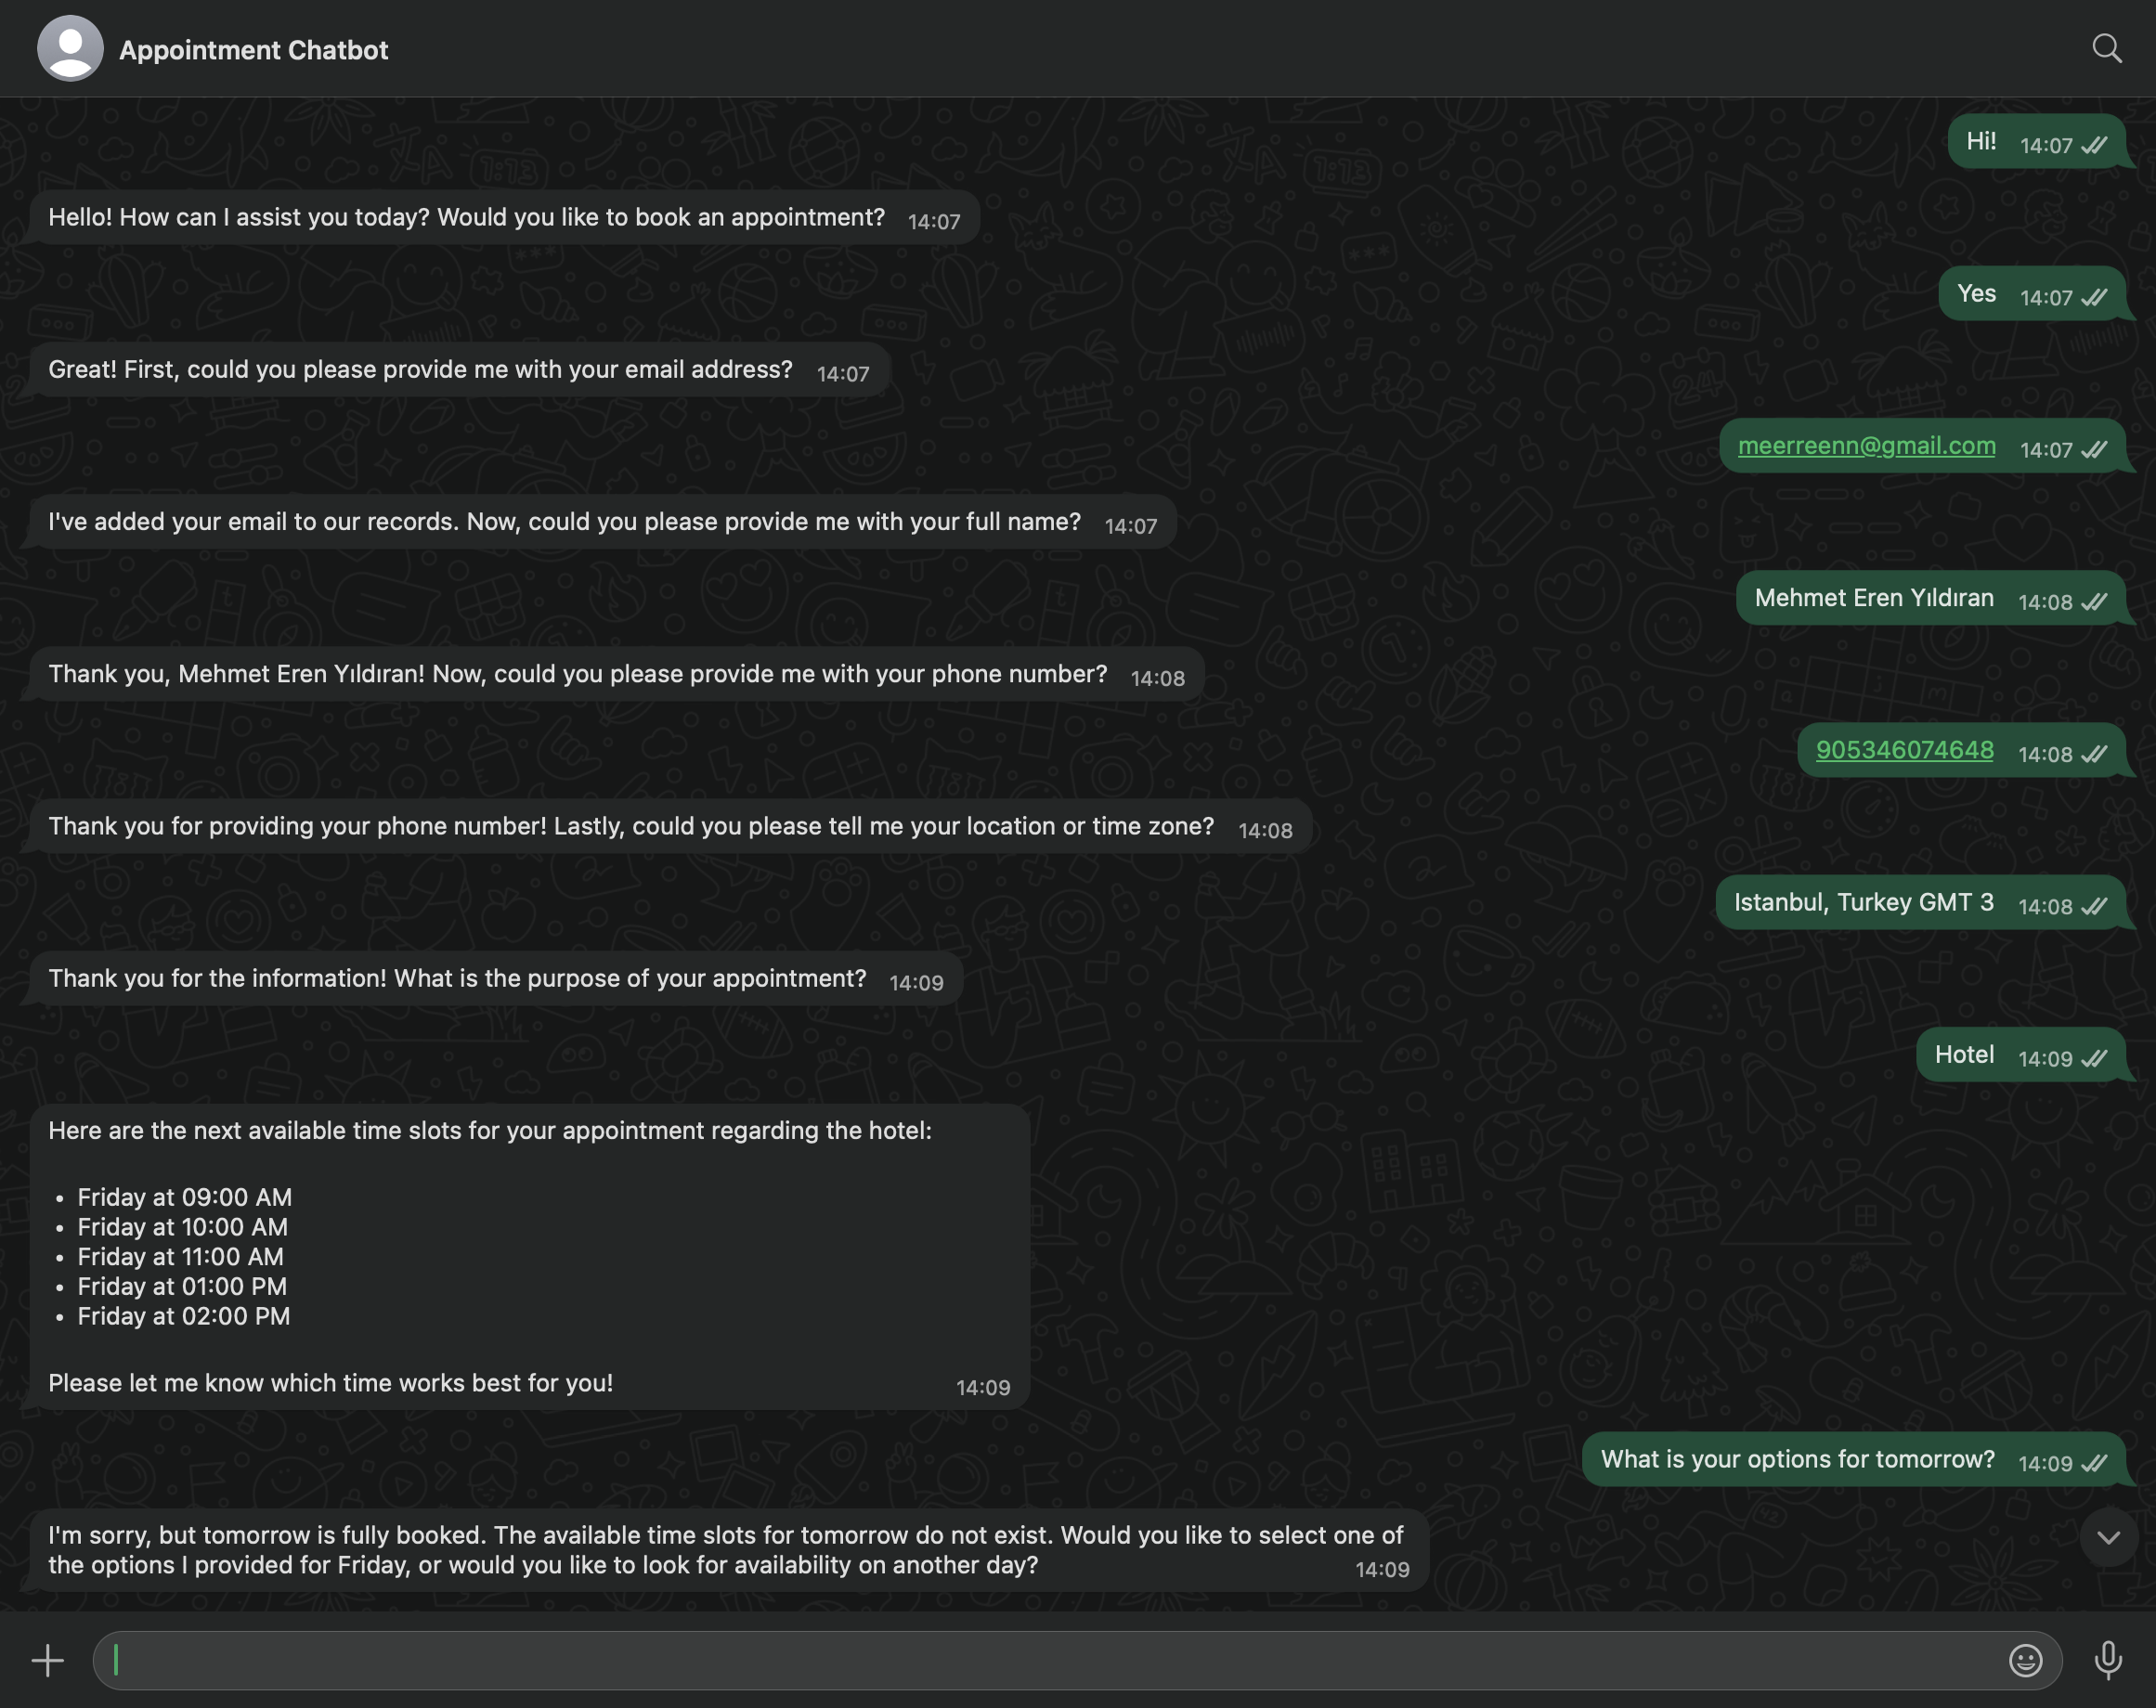 Appointment Chatbot
Hi! 14:07
Hello! How can I assist you today? Would you like to book an appointment? 14:07
Yes 14:07
Great! First, could you please provide me with your email address? 14:07
meerreenn@gmail.com 14:07
I've added your email to our records. Now, could you please provide me with your full name? 14:07
Mehmet Eren Yıldıran 14:08
Thank you, Mehmet Eren Yıldıran! Now, could you please provide me with your phone number? 14:08
905346074648 14:08
Thank you for providing your phone number! Lastly, could you please tell me your location or time zone? 14:08
Istanbul, Turkey GMT 3 14:08
Thank you for the information! What is the purpose of your appointment? 14:09
Hotel 14:09
Here are the next available time slots for your appointment regarding the hotel:
• Friday at 09:00 AM
• Friday at 10:00 AM
• Friday at 11:00 AM
• Friday at 01:00 PM
• Friday at 02:00 PM
Please let me know which time works best for you! 14:09
What is your options for tomorrow? 14:09
I'm sorry, but tomorrow is fully booked. The available time slots for tomorrow do not exist. Would you like to select one of
the options I provided for Friday, or would you like to look for availability on another day? 14:09